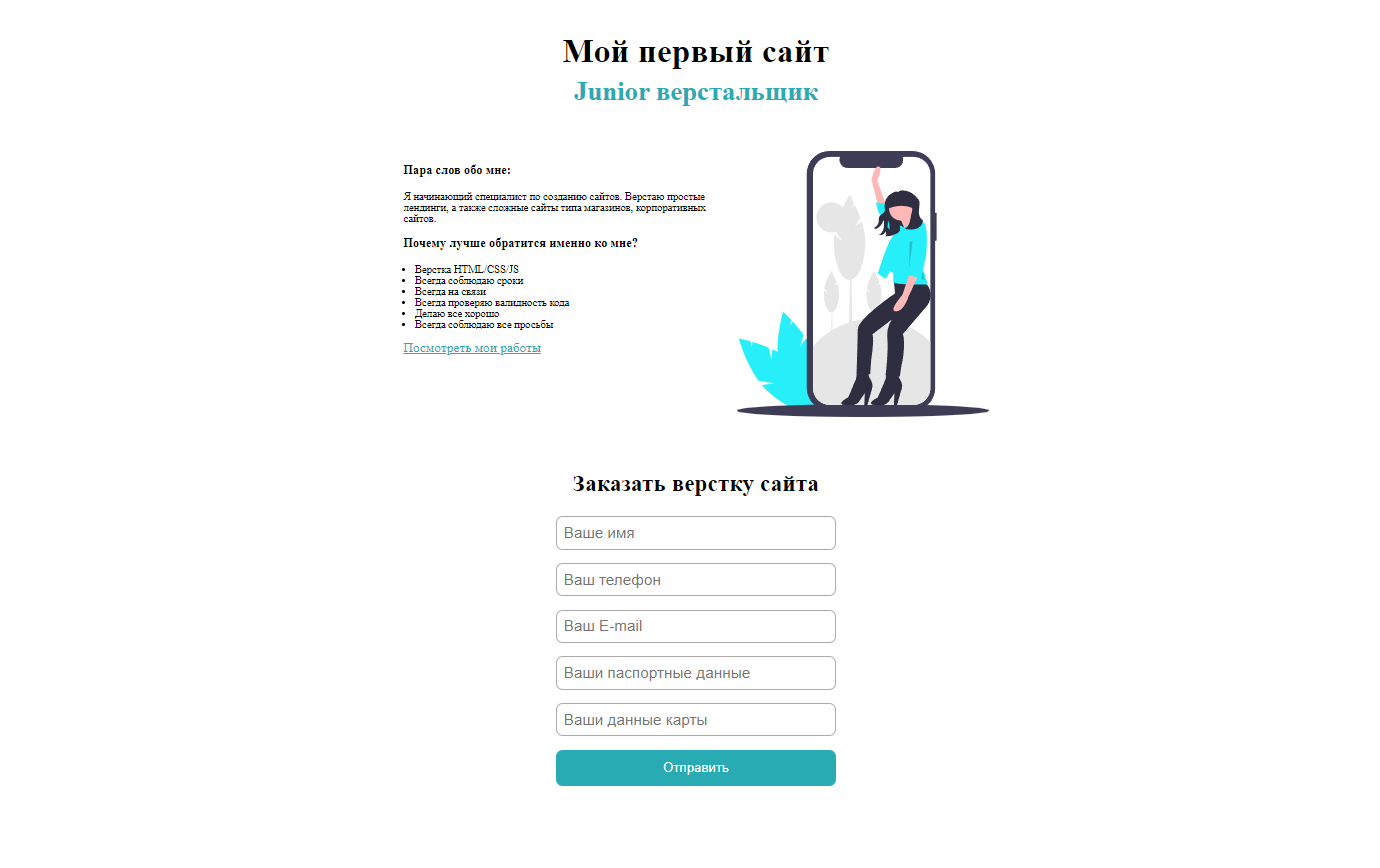 Мой первый сайт
Junior верстальщик
Пара слов обо мне:
Я начинающий специалист по созданию сайтов. Верстаю простые
лендинги, а также сложные сайты типа магазинов, корпоративных
сайтов.
Почему лучше обратится именно ко мне?
• Верстка HTML/CSS/JS
• Всегда соблюдаю сроки
• Всегда на связи
• Всегда проверяю валидность кода
• Делаю все хорошо
• Всегда соблюдаю все просьбы
Посмотреть мои работы
Заказать верстку сайта
Ваше имя
Ваш телефон
Ваш E-mail
Ваши паспортные данные
Ваши данные карты
Отправить